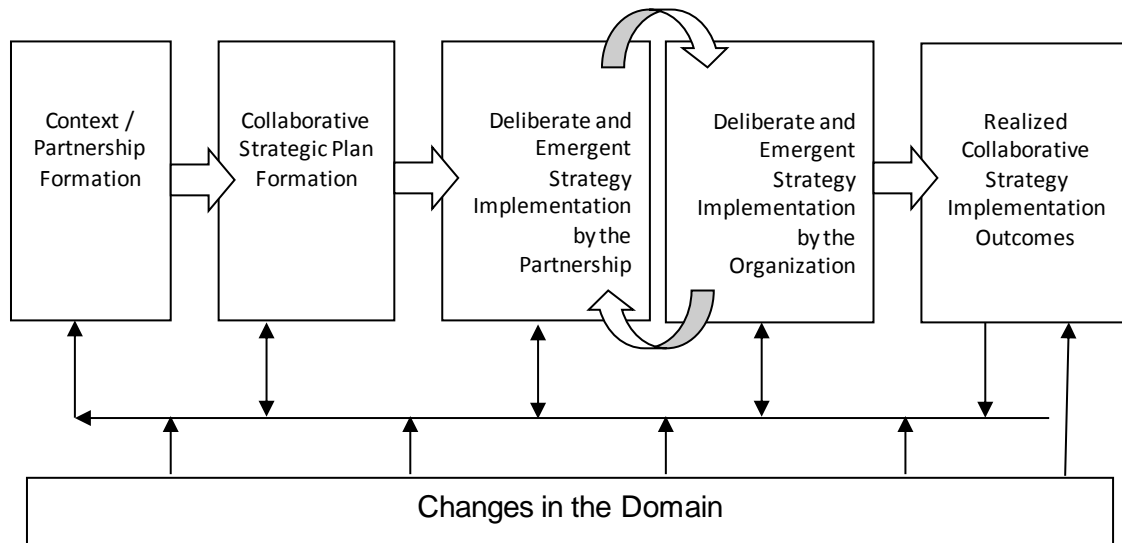 Context /
Partnership
Formation
Collaborative
Strategic Plan
Formation
Deliberate and
Emergent
Strategy
Implementation
by the
Partnership
Deliberate and
Emergent
Strategy
Implementation
by the
Organization
Realized
Collaborative
Strategy
Implementation
Outcomes
Changes in the Domain